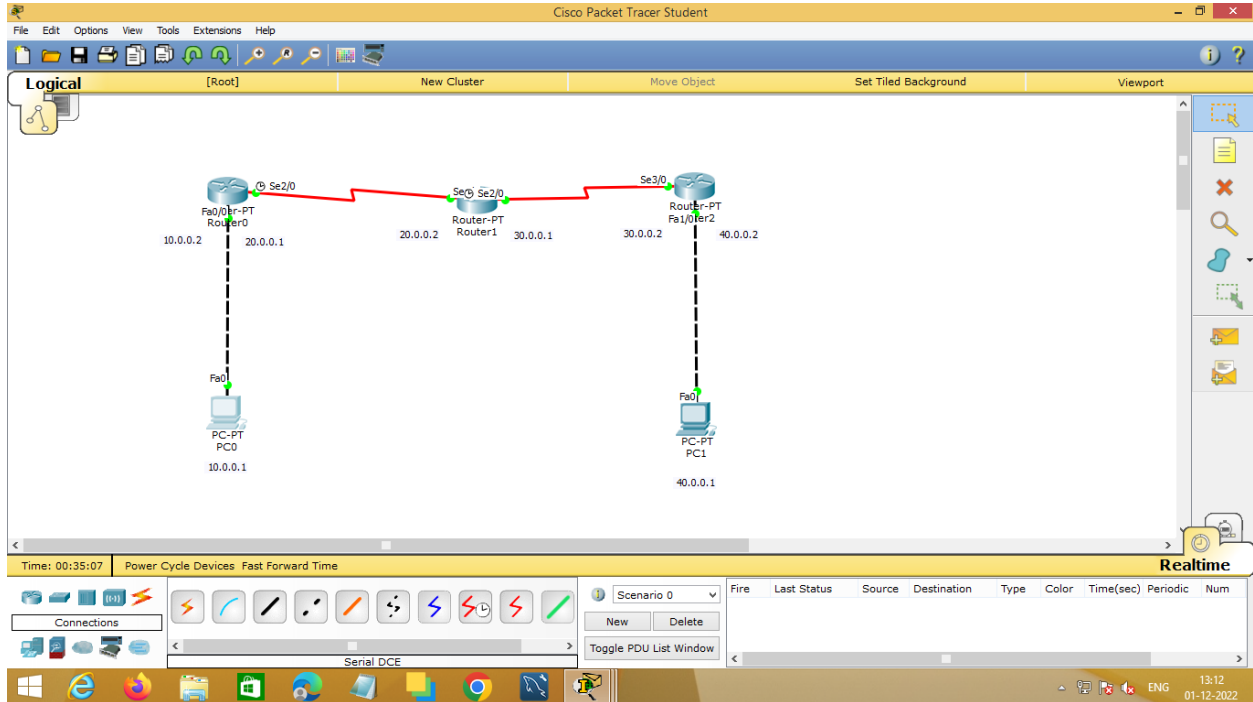 Cisco Packet Tracer Student
File Edit Options View Tools Extensions Help
Logical [Root] New Cluster Move Object Set Tiled Background Viewport
Se2/0 Se2/0 Se3/0
Fa0/0 er-PT
Router0
Router-PT
Router1
Router-PT
Fa1/0 ter2
10.0.0.2 20.0.0.1 20.0.0.2 30.0.0.1 30.0.0.2 40.0.0.2
Fa0 Fa0
PC-PT
PC0
10.0.0.1
PC-PT
PC1
40.0.0.1
Time: 00:35:07 Power Cycle Devices Fast Forward Time Realtime
Connections
Serial DCE
Scenario 0
New Delete
Toggle PDU List Window
Fire Last Status Source Destination Type Color Time(sec) Periodic Num
ENG
13:12
01-12-2022